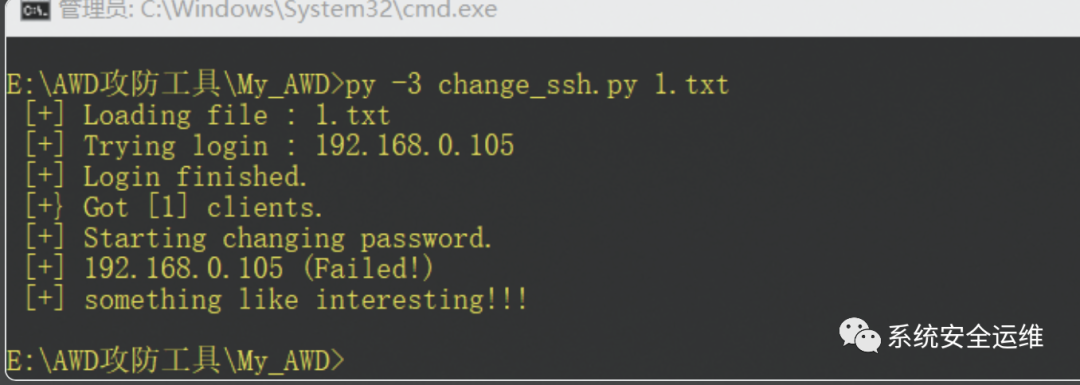 管理员: C:\Windows\System32\cmd.exe
E:\AWD攻防工具\My_AWD>py -3 change_ssh.py 1.txt
[+] Loading file : 1.txt
[+] Trying login : 192.168.0.105
[+] Login finished.
[+} Got [1] clients.
[+] Starting changing password.
[+] 192.168.0.105 (Failed!)
[+] something like interesting!!!
系统安全运维
E:\AWD攻防工具\My_AWD>